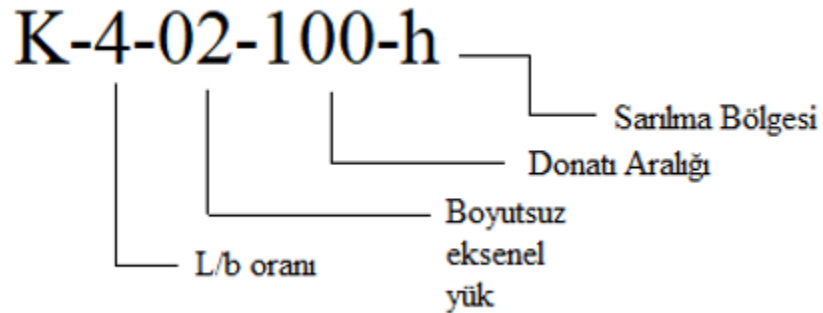 K-4-02-100-h
Sarılma Bölgesi
Donatı Aralığı
Boyutsuz
eksenel
yük
L/b oranı